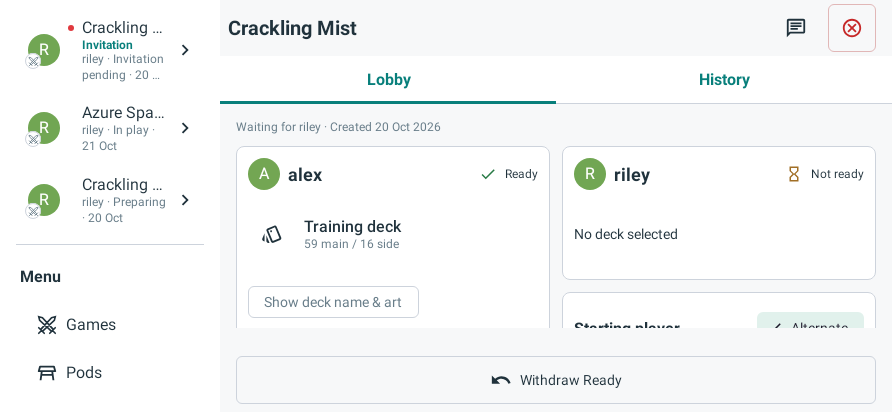 Crackling ...
Invitation
riley · Invitation
pending · 20 ...
R
Azure Spa...
riley · In play ·
21 Oct
R
Crackling ...
riley · Preparing
· 20 Oct
R
Menu
Games
Pods
Crackling Mist
Lobby
History
Waiting for riley · Created 20 Oct 2026
A
alex
Ready
Training deck
59 main / 16 side
Show deck name & art
R
riley
Not ready
No deck selected
Starting player
Alternate
Withdraw Ready